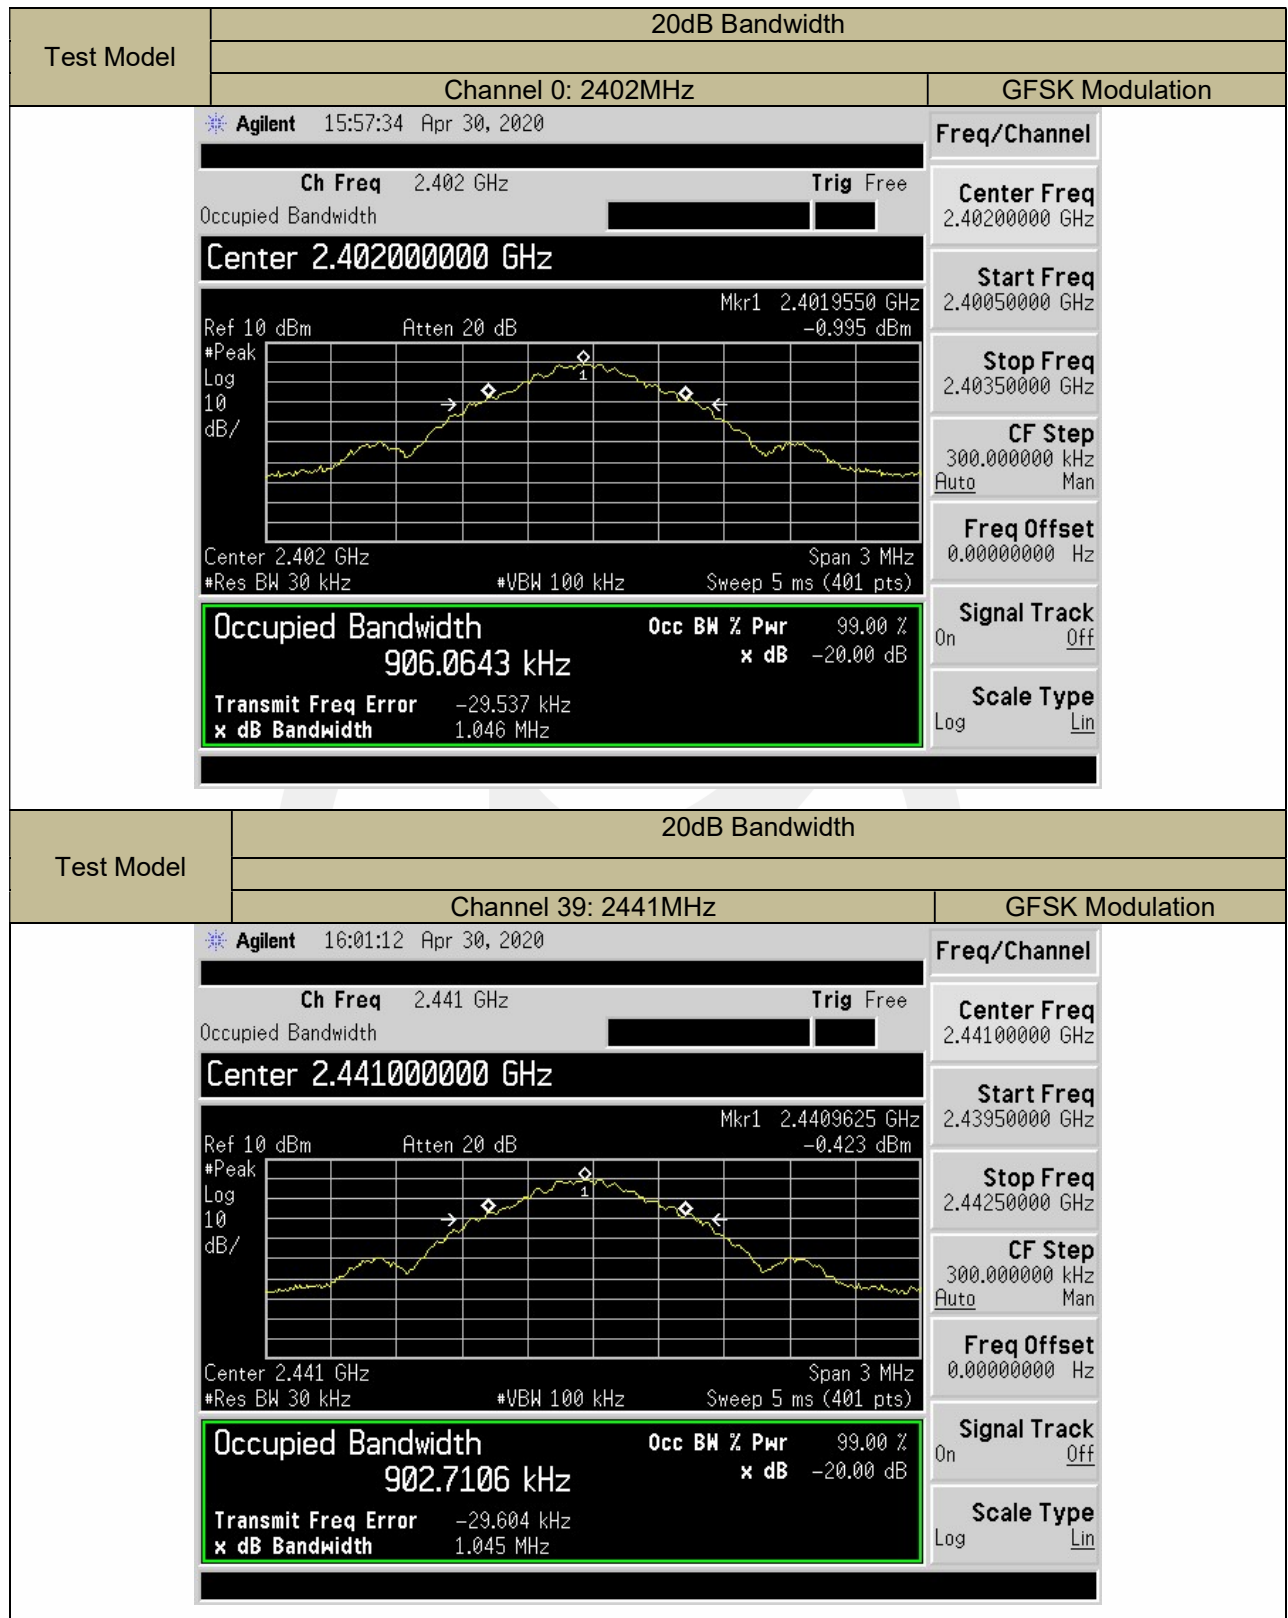 20dB Bandwidth
Test Model
Channel 0: 2402MHz GFSK Modulation
Agilent 15:57:34 Apr 30, 2020
Freq/Channel
Ch Freq 2.402 GHz Trig Free
Occupied Bandwidth
Center Freq
2.40200000 GHz
Center 2.402000000 GHz
Start Freq
2.40050000 GHz
Mkr1 2.4019550 GHz
Ref 10 dBm Atten 20 dB -0.995 dBm
#Peak
Log
10
dB/
1
Stop Freq
2.40350000 GHz
CF Step
300.000000 kHz
Auto Man
Freq Offset
0.00000000 Hz
Center 2.402 GHz Span 3 MHz
#Res BW 30 kHz #VBW 100 kHz Sweep 5 ms (401 pts)
Occupied Bandwidth Occ BW % Pwr 99.00 %
906.0643 kHz x dB -20.00 dB
Signal Track
On Off
Transmit Freq Error -29.537 kHz
x dB Bandwidth 1.046 MHz
Scale Type
Log Lin
20dB Bandwidth
Test Model
Channel 39: 2441MHz GFSK Modulation
Agilent 16:01:12 Apr 30, 2020
Freq/Channel
Ch Freq 2.441 GHz Trig Free
Occupied Bandwidth
Center Freq
2.44100000 GHz
Center 2.441000000 GHz
Start Freq
2.43950000 GHz
Mkr1 2.4409625 GHz
Ref 10 dBm Atten 20 dB -0.423 dBm
#Peak
Log
10
dB/
1
Stop Freq
2.44250000 GHz
CF Step
300.000000 kHz
Auto Man
Freq Offset
0.00000000 Hz
Center 2.441 GHz Span 3 MHz
#Res BW 30 kHz #VBW 100 kHz Sweep 5 ms (401 pts)
Occupied Bandwidth Occ BW % Pwr 99.00 %
902.7106 kHz x dB -20.00 dB
Signal Track
On Off
Transmit Freq Error -29.604 kHz
x dB Bandwidth 1.045 MHz
Scale Type
Log Lin